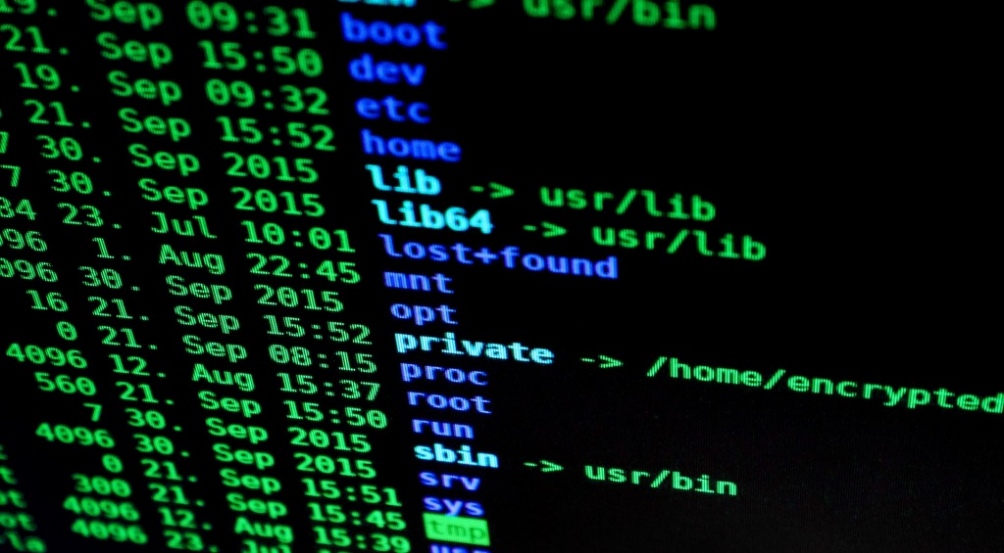 bin -> usr/bin
19. Sep 09:31 boot
21. Sep 15:50 dev
19. Sep 09:32 etc
21. Sep 15:52 home
7 30. Sep 2015 lib -> usr/lib
7 30. Sep 2015 lib64 -> usr/lib
84 23. Jul 10:01 lost+found
096 1. Aug 22:45 mnt
096 30. Sep 2015 opt
16 21. Sep 15:52 private -> /home/encrypted
0 21. Sep 08:15 proc
4096 12. Aug 15:37 root
560 21. Sep 15:50 run
7 30. Sep 2015 sbin -> usr/bin
4096 30. Sep 2015 srv
0 21. Sep 15:51 sys
300 21. Sep 15:45 tmp
4096 12. Aug 15:39 usr
4096 23. Jul